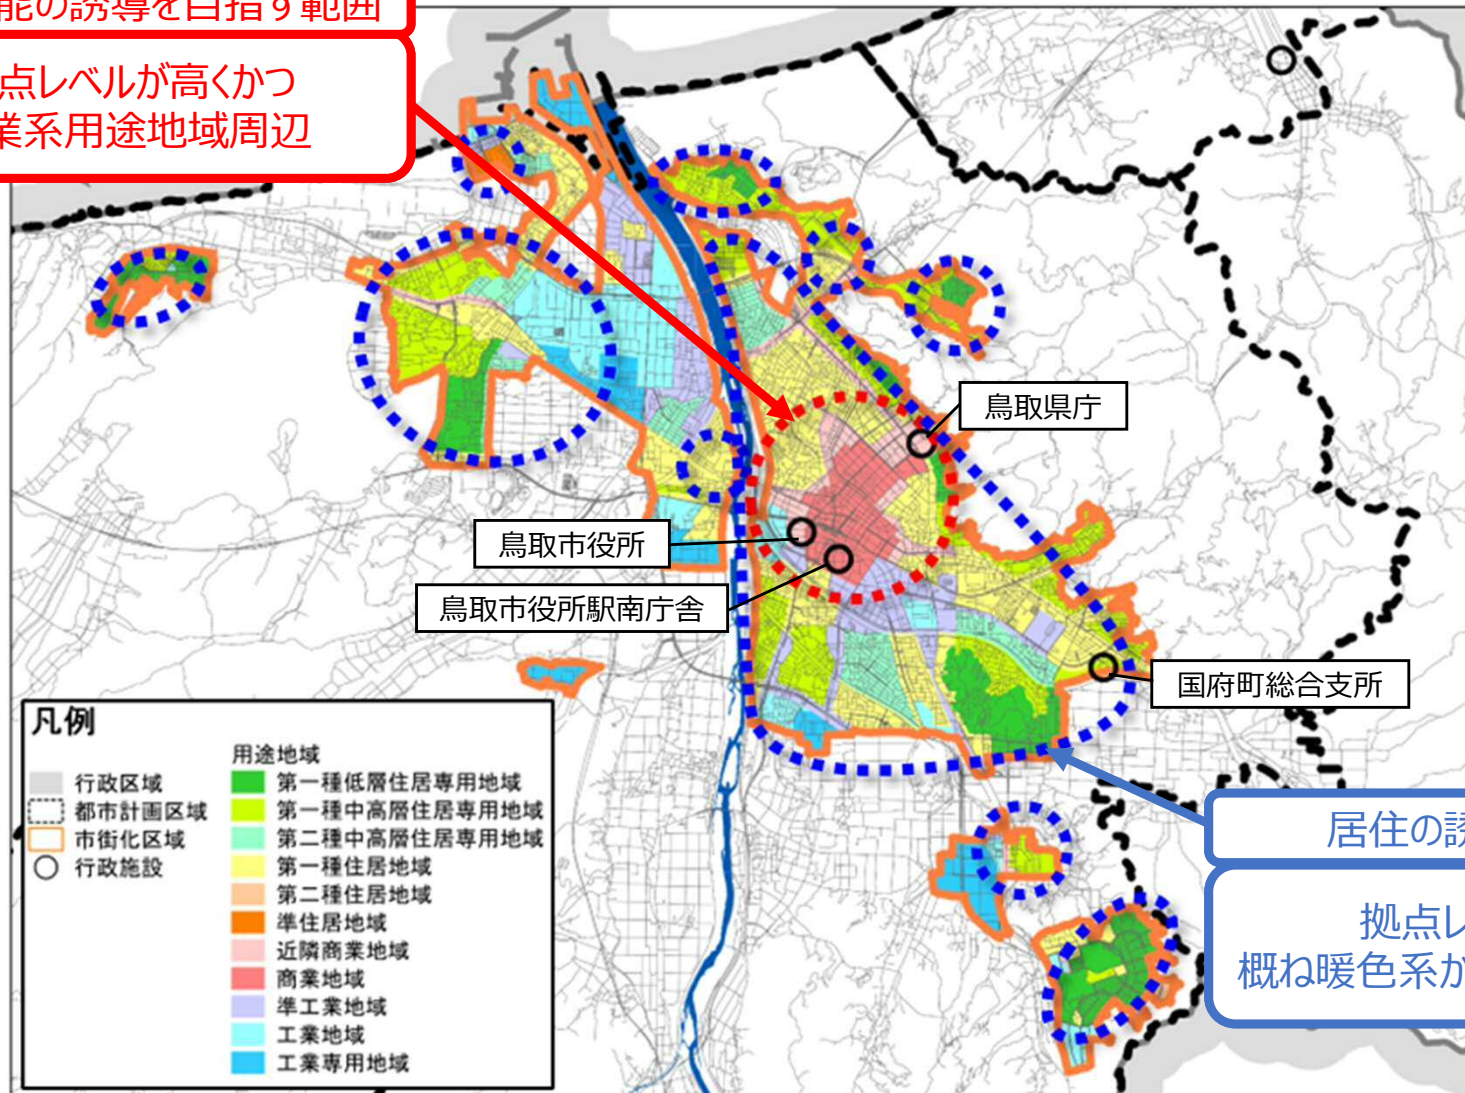 能の誘導を目指す範囲
点レベルが高くかつ
業系用途地域周辺
鳥取県庁
鳥取市役所
鳥取市役所駅南庁舎
国府町総合支所
居住の誘
拠点レ
概ね暖色系か
凡例
行政区域
都市計画区域
市街化区域
行政施設
用途地域
第一種低層住居専用地域
第一種中高層住居専用地域
第二種中高層住居専用地域
第一種住居地域
第二種住居地域
準住居地域
近隣商業地域
商業地域
準工業地域
工業地域
工業専用地域